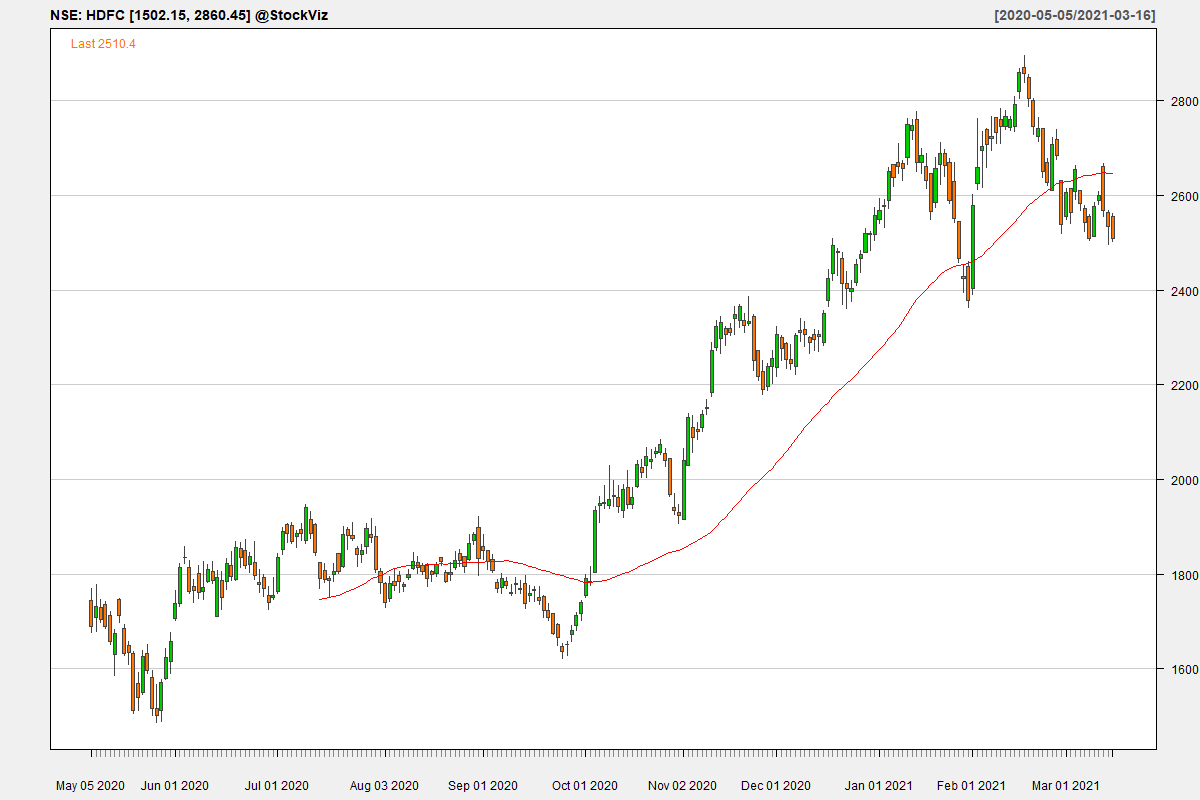 NSE: HDFC [1502.15, 2860.45] @StockViz [2020-05-05/2021-03-16]
Last 2510.4
2800
2600
2400
2200
2000
1800
1600
May 05 2020 Jun 01 2020 Jul 01 2020 Aug 03 2020 Sep 01 2020 Oct 01 2020 Nov 02 2020 Dec 01 2020 Jan 01 2021 Feb 01 2021 Mar 01 2021